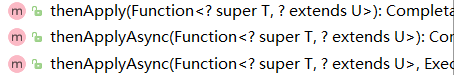 m thenApply(Function<? super T, ? extends U>): Completa
m thenApplyAsync(Function<? super T, ? extends U>): Cor
m thenApplyAsync(Function<? super T, ? extends U>, Exec